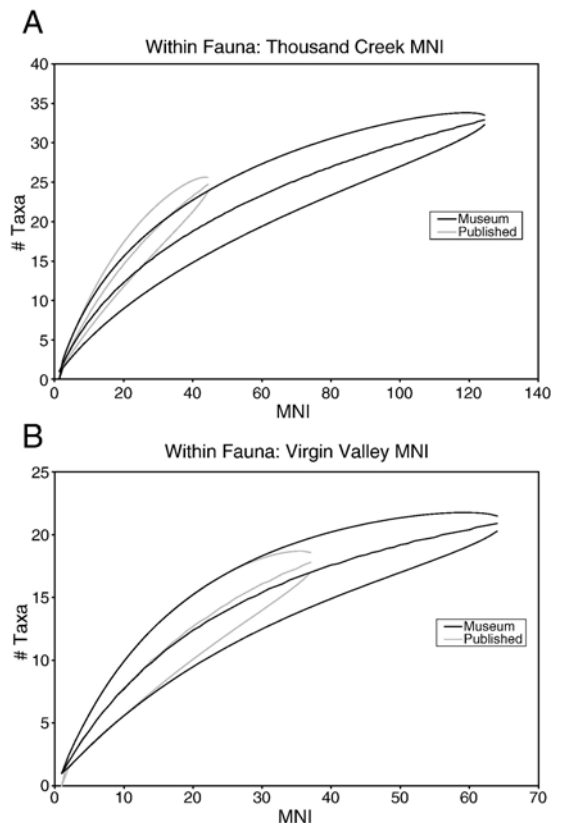 A
Within Fauna: Thousand Creek MNI
40
35
30
25
20
15
10
5
0
# Taxa
Museum
Published
0 20 40 60 80 100 120 140
MNI
B
Within Fauna: Virgin Valley MNI
25
20
15
10
5
0
# Taxa
Museum
Published
0 10 20 30 40 50 60 70
MNI